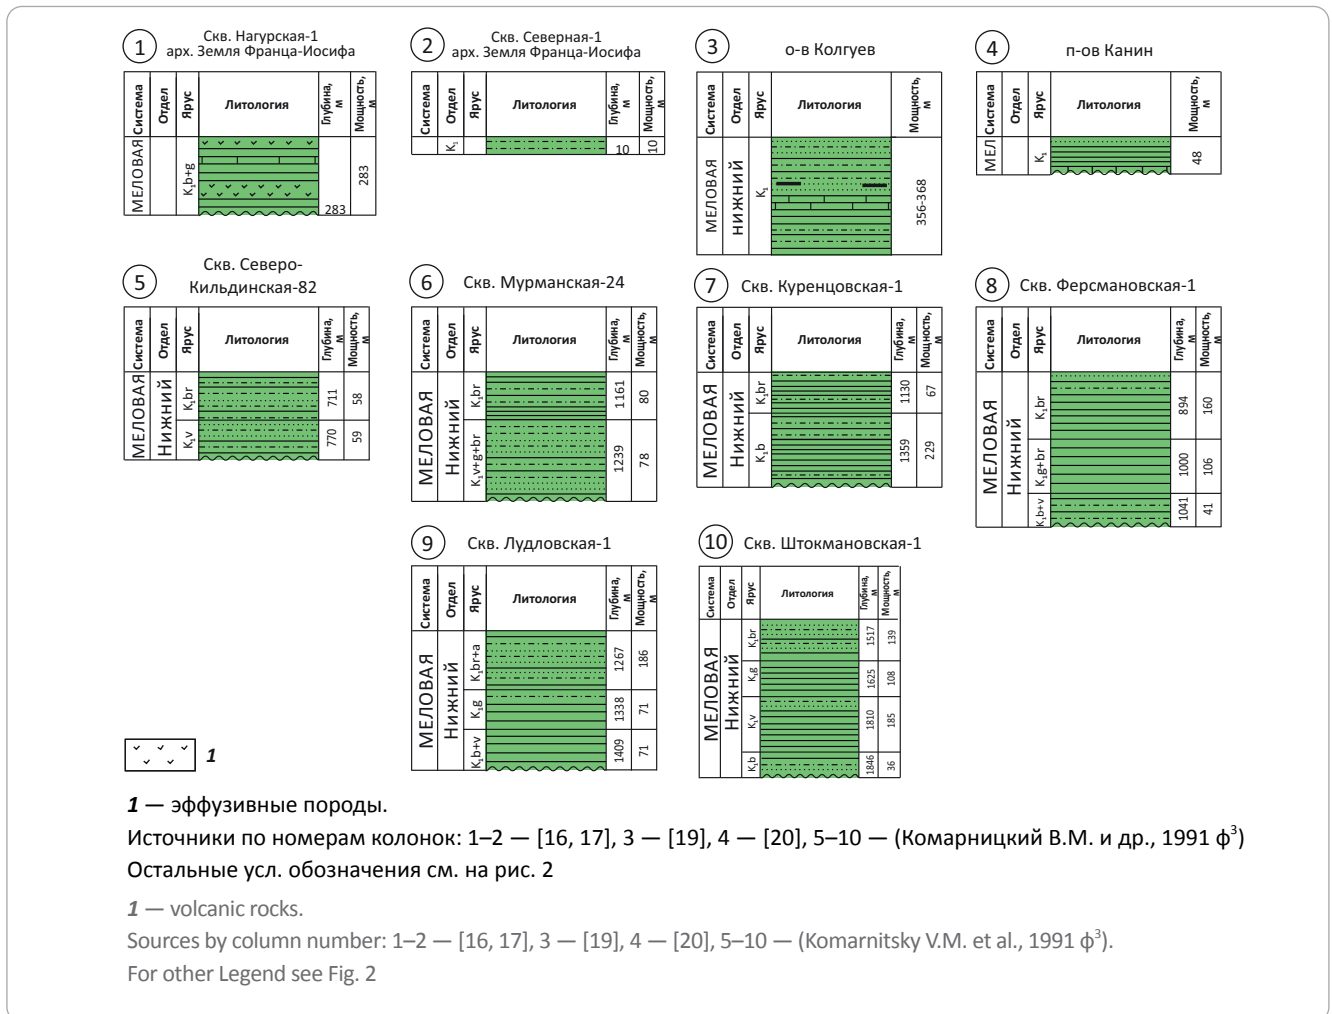 1
Скв. Нагурская-1
арх. Земля Франца-Иосифа
Система
Отдел
Ярус
Литология
Глубина, м
Мощность, м
МЕЛОВАЯ
K₁b+g
283
283
2
Скв. Северная-1
арх. Земля Франца-Иосифа
Система
Отдел
Ярус
Литология
Глубина, м
Мощность, м
K₁
10
10
3
о-в Колгуев
Система
Отдел
Ярус
Литология
Мощность, м
МЕЛОВАЯ
НИЖНИЙ
K₁
356-368
4
п-ов Канин
Система
Отдел
Ярус
Литология
Мощность, м
МЕЛ
K₁
48
5
Скв. Северо-
Кильдинская-82
Система
Отдел
Ярус
Литология
Глубина, м
Мощность, м
МЕЛОВАЯ
Нижний
K₁br
711
58
K₁v
770
59
6
Скв. Мурманская-24
Система
Отдел
Ярус
Литология
Глубина, м
Мощность, м
МЕЛОВАЯ
Нижний
K₁br
1161
80
K₁v+g+br
1239
78
7
Скв. Куренцовская-1
Система
Отдел
Ярус
Литология
Глубина, м
Мощность, м
МЕЛОВАЯ
Нижний
K₁br
1130
67
K₁b
1359
229
8
Скв. Ферсмановская-1
Система
Отдел
Ярус
Литология
Глубина, м
Мощность, м
МЕЛОВАЯ
Нижний
K₁br
894
160
K₁g+br
1000
106
K₁b+v
1041
41
9
Скв. Лудловская-1
Система
Отдел
Ярус
Литология
Глубина, м
Мощность, м
МЕЛОВАЯ
Нижний
K₁br+a
1267
186
K₁g
1338
71
K₁b+v
1409
71
10
Скв. Штокмановская-1
Система
Отдел
Ярус
Литология
Глубина, м
Мощность, м
МЕЛОВАЯ
Нижний
K₁br
1517
139
K₁g
1625
108
K₁v
1810
185
K₁b
1846
36
1
1 — эффузивные породы.
Источники по номерам колонок: 1–2 — [16, 17], 3 — [19], 4 — [20], 5–10 — (Комарницкий В.М. и др., 1991 ф³)
Остальные усл. обозначения см. на рис. 2
1 — volcanic rocks.
Sources by column number: 1–2 — [16, 17], 3 — [19], 4 — [20], 5–10 — (Komarnitsky V.M. et al., 1991 ф³).
For other Legend see Fig. 2